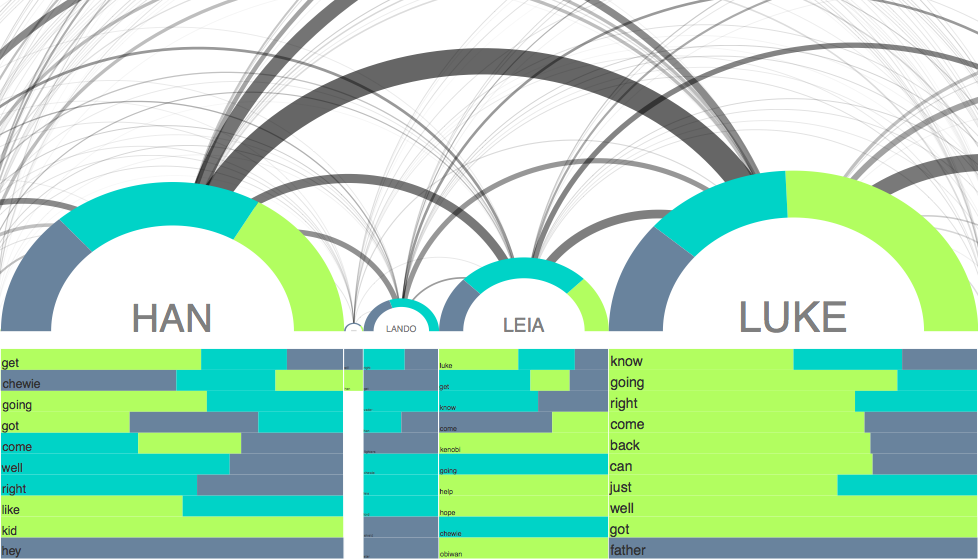 HAN
LANDO
LEIA
LUKE
get
chewie
going
got
come
well
right
like
kid
hey
luke
get
know
come
kenobi
going
help
hope
chewie
obiwan
know
going
right
come
back
can
just
well
got
father